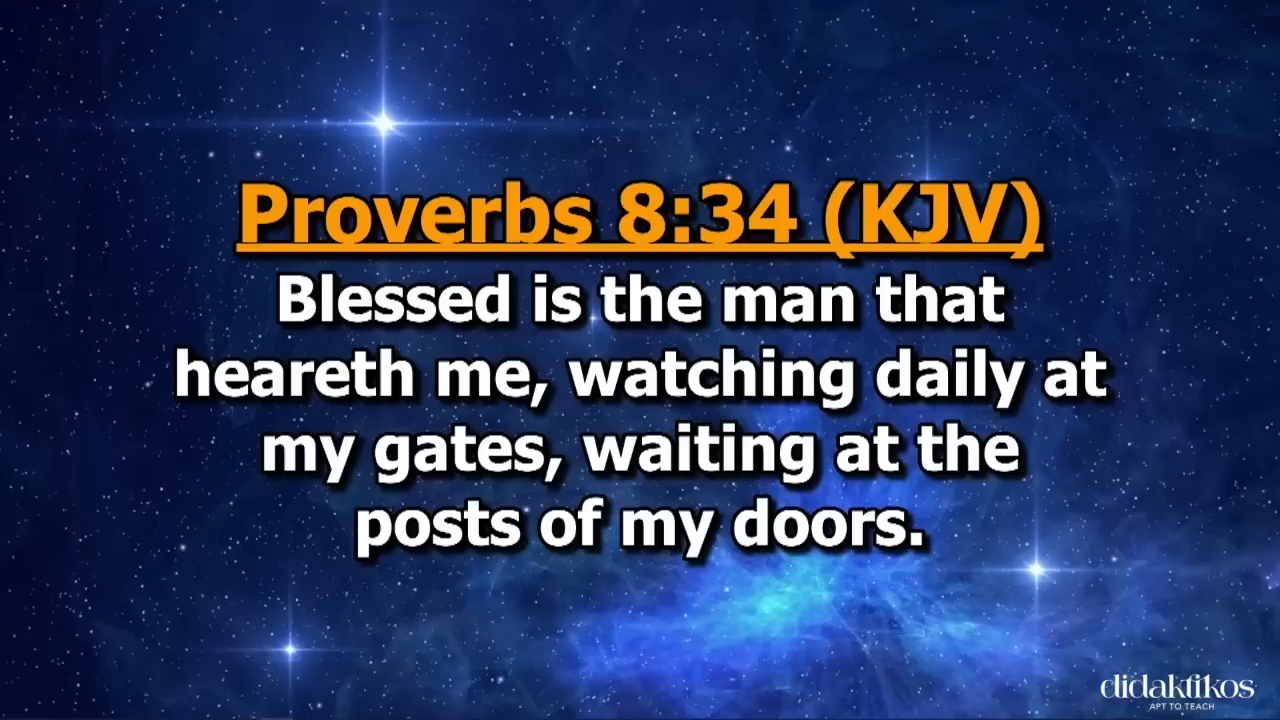 Proverbs 8:34 (KJV)
Blessed is the man that
heareth me, watching daily at
my gates, waiting at the
posts of my doors.
didaktikos
APT TO TEACH